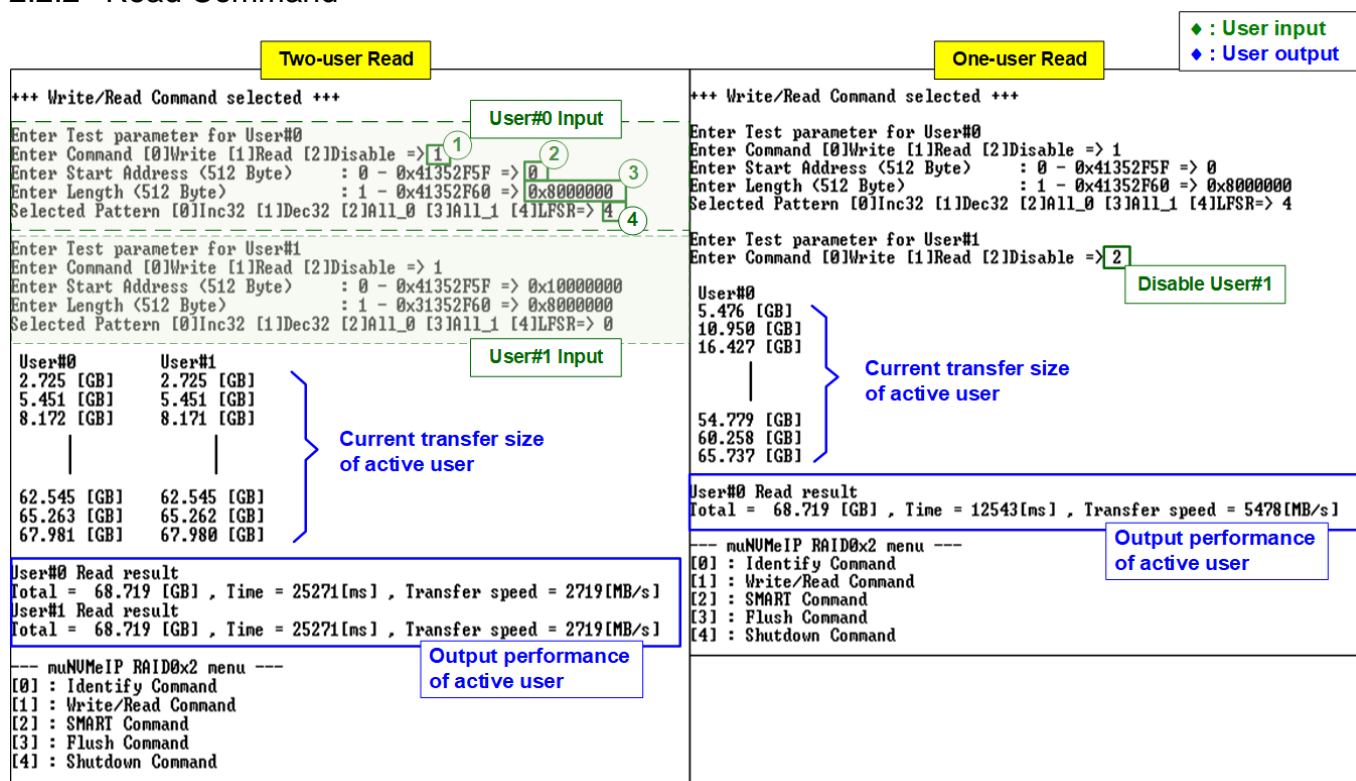 2.2.2 Read Command
♦ : User input
♦ : User output
Two-user Read
+++ Write/Read Command selected +++
User#0 Input
Enter Test parameter for User#0
Enter Command [0]Write [1]Read [2]Disable => 1
1
Enter Start Address (512 Byte) : 0 - 0x41352F5F => 0
2
Enter Length (512 Byte) : 1 - 0x41352F60 => 0x8000000
3
Selected Pattern [0]Inc32 [1]Dec32 [2]All_0 [3]All_1 [4]LFSR=> 4
4
Enter Test parameter for User#1
Enter Command [0]Write [1]Read [2]Disable => 1
Enter Start Address (512 Byte) : 0 - 0x41352F5F => 0x10000000
Enter Length (512 Byte) : 1 - 0x31352F60 => 0x8000000
Selected Pattern [0]Inc32 [1]Dec32 [2]All_0 [3]All_1 [4]LFSR=> 0
User#1 Input
User#0 User#1
2.725 [GB] 2.725 [GB]
5.451 [GB] 5.451 [GB]
8.172 [GB] 8.171 [GB]
Current transfer size
of active user
62.545 [GB] 62.545 [GB]
65.263 [GB] 65.262 [GB]
67.981 [GB] 67.980 [GB]
User#0 Read result
Total = 68.719 [GB] , Time = 25271[ms] , Transfer speed = 2719[MB/s]
User#1 Read result
Total = 68.719 [GB] , Time = 25271[ms] , Transfer speed = 2719[MB/s]
Output performance
of active user
--- muNVMeIP RAID0x2 menu ---
[0] : Identify Command
[1] : Write/Read Command
[2] : SMART Command
[3] : Flush Command
[4] : Shutdown Command
One-user Read
+++ Write/Read Command selected +++
Enter Test parameter for User#0
Enter Command [0]Write [1]Read [2]Disable => 1
Enter Start Address (512 Byte) : 0 - 0x41352F5F => 0
Enter Length (512 Byte) : 1 - 0x41352F60 => 0x8000000
Selected Pattern [0]Inc32 [1]Dec32 [2]All_0 [3]All_1 [4]LFSR=> 4
Enter Test parameter for User#1
Enter Command [0]Write [1]Read [2]Disable => 2
Disable User#1
User#0
5.476 [GB]
10.950 [GB]
16.427 [GB]
Current transfer size
of active user
54.779 [GB]
60.258 [GB]
65.737 [GB]
User#0 Read result
Total = 68.719 [GB] , Time = 12543[ms] , Transfer speed = 5478[MB/s]
Output performance
of active user
--- muNVMeIP RAID0x2 menu ---
[0] : Identify Command
[1] : Write/Read Command
[2] : SMART Command
[3] : Flush Command
[4] : Shutdown Command